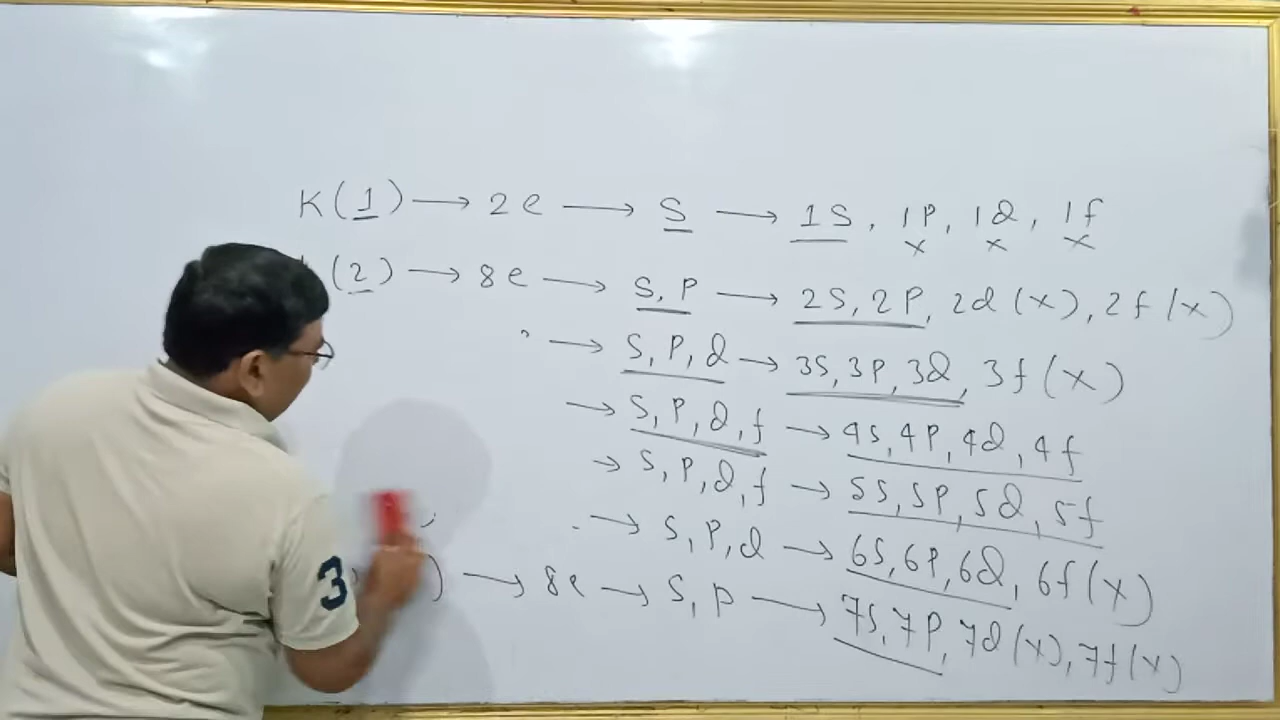 K(1) → 2e → S → 1S, 1P, 1d, 1f
x x x
(2) → 8e → S, P → 2S, 2P, 2d(x), 2f(x)
→ S, P, d → 3S, 3P, 3d, 3f(x)
→ S, P, d, f → 4S, 4P, 4d, 4f
→ S, P, d, f → 5S, 5P, 5d, 5f
→ S, P, d → 6S, 6P, 6d, 6f(x)
) → 8e → S, P → 7S, 7P, 7d(x), 7f(x)
3